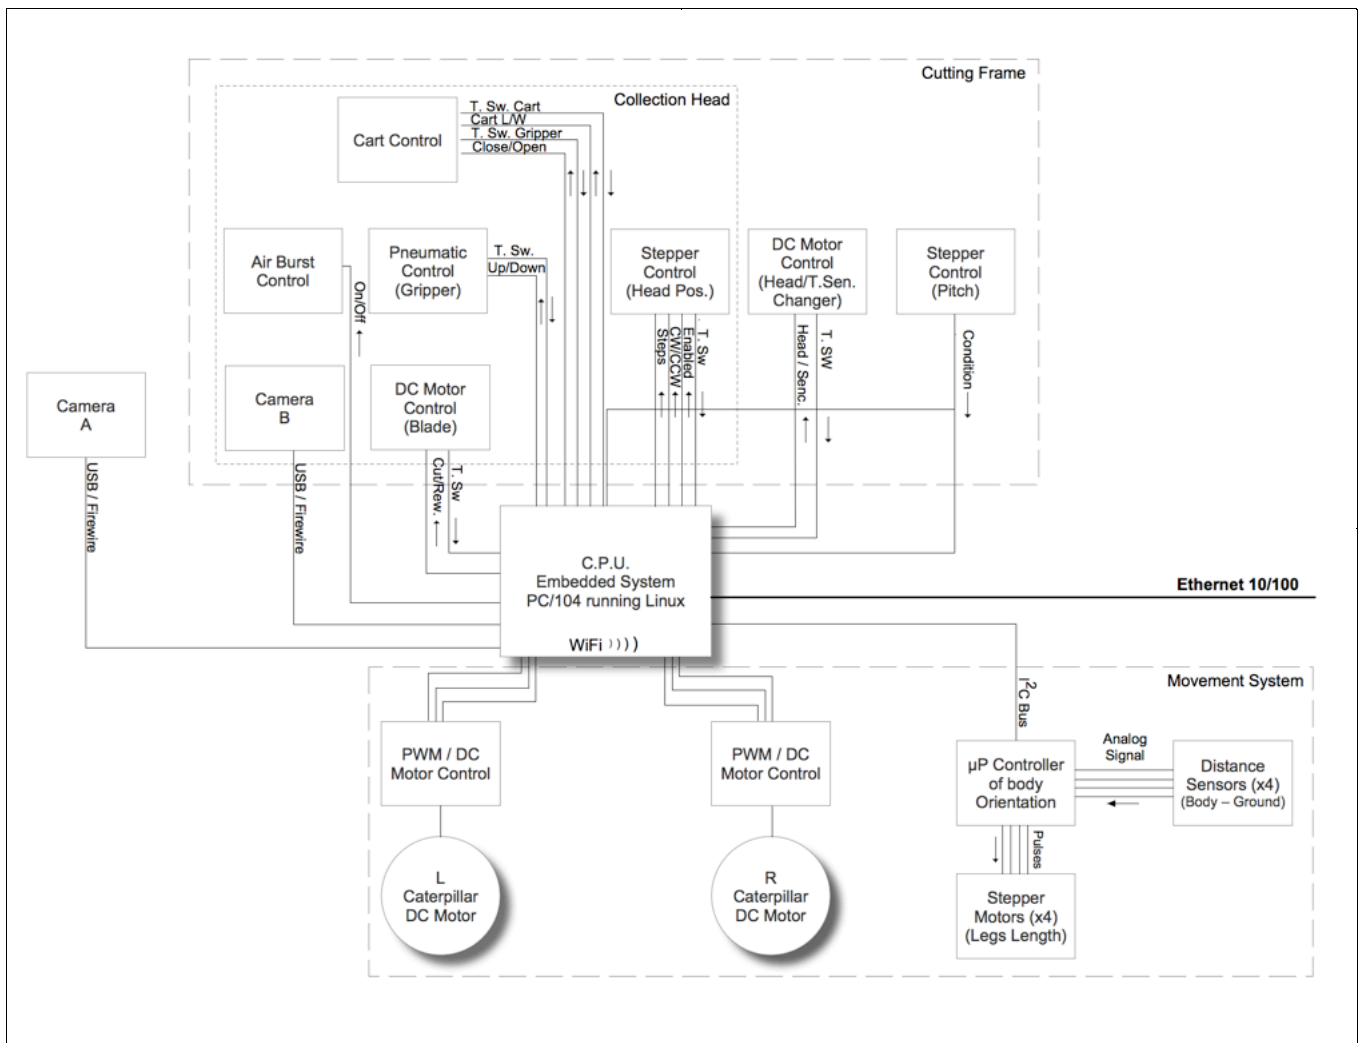 Cutting Frame
Collection Head
T. Sw. Cart
Cart L/W
T. Sw. Gripper
Close/Open
Cart Control
Air Burst
Control
On/Off
Pneumatic
Control
(Gripper)
T. Sw.
Up/Down
Stepper
Control
(Head Pos.)
Steps
CW/CCW
Enabled
T. Sw
DC Motor
Control
(Head/T.Sen.
Changer)
Head / Senc.
T. SW
Stepper
Control
(Pitch)
Condition
Camera
A
USB / Firewire
Camera
B
USB / Firewire
DC Motor
Control
(Blade)
Cut/Rew.
T. Sw
C.P.U.
Embedded System
PC/104 running Linux
WiFi ))))
Ethernet 10/100
Movement System
I²C Bus
PWM / DC
Motor Control
PWM / DC
Motor Control
µP Controller
of body
Orientation
Analog
Signal
Distance
Sensors (x4)
(Body – Ground)
Pulses
L
Caterpillar
DC Motor
R
Caterpillar
DC Motor
Stepper
Motors (x4)
(Legs Length)